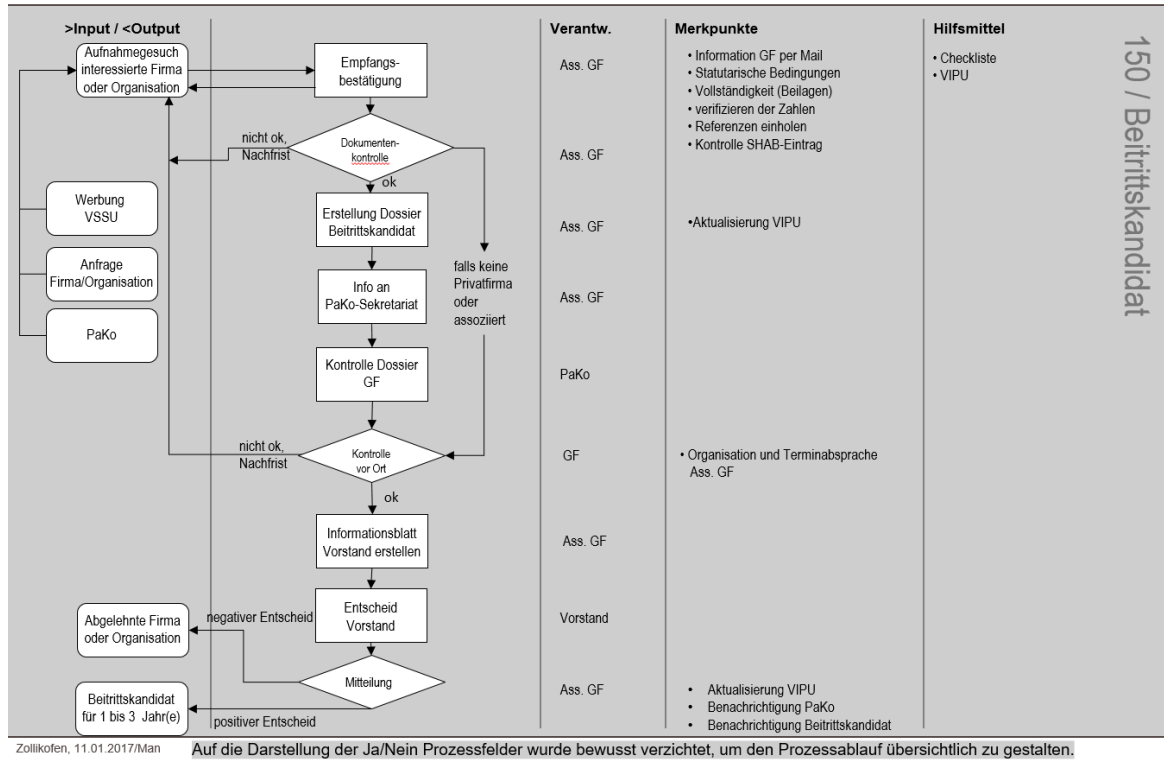 >Input / <Output
Verantw.
Merkpunkte
Hilfsmittel
150 / Beitrittskandidat
Aufnahmegesuch
interessierte Firma
oder Organisation
Empfangs-
bestätigung
Ass. GF
• Information GF per Mail
• Statutarische Bedingungen
• Vollständigkeit (Beilagen)
• verifizieren der Zahlen
• Referenzen einholen
• Kontrolle SHAB-Eintrag
• Checkliste
• VIPU
nicht ok,
Nachfrist
Dokumenten-
kontrolle
Ass. GF
ok
Werbung
VSSU
Erstellung Dossier
Beitrittskandidat
Ass. GF
•Aktualisierung VIPU
Anfrage
Firma/Organisation
Info an
PaKo-Sekretariat
falls keine
Privatfirma
oder
assoziiert
Ass. GF
PaKo
Kontrolle Dossier
GF
PaKo
nicht ok,
Nachfrist
Kontrolle
vor Ort
GF
• Organisation und Terminabsprache
Ass. GF
ok
Informationsblatt
Vorstand erstellen
Ass. GF
Abgelehnte Firma
oder Organisation
negativer Entscheid
Entscheid
Vorstand
Vorstand
Beitrittskandidat
für 1 bis 3 Jahr(e)
positiver Entscheid
Mitteilung
Ass. GF
• Aktualisierung VIPU
• Benachrichtigung PaKo
• Benachrichtigung Beitrittskandidat
Zollikofen, 11.01.2017/Man
Auf die Darstellung der Ja/Nein Prozessfelder wurde bewusst verzichtet, um den Prozessablauf übersichtlich zu gestalten.